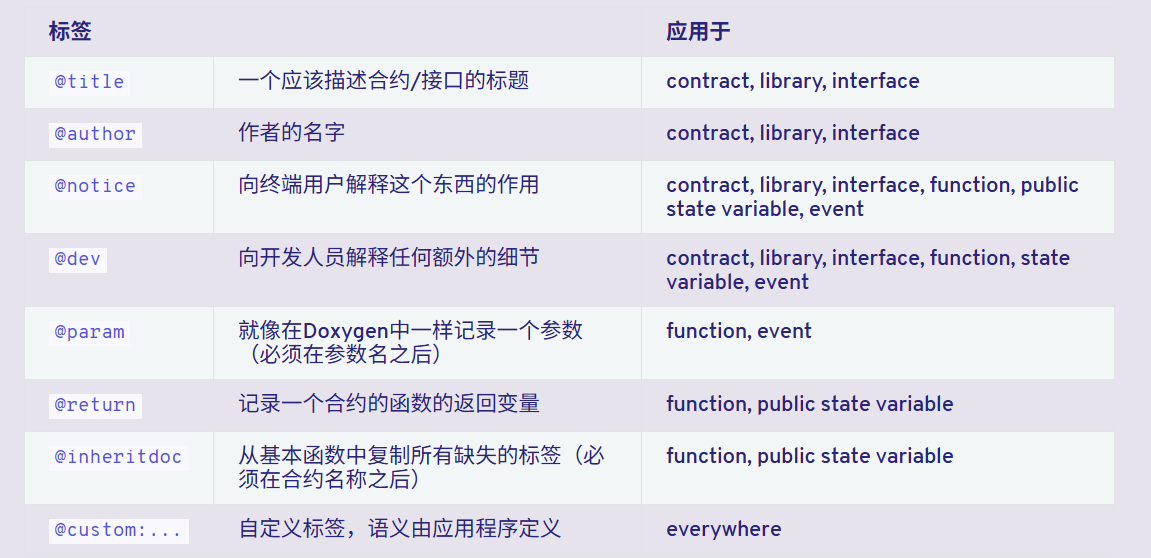 标签 应用于
@title 一个应该描述合约/接口的标题 contract, library, interface
@author 作者的名字 contract, library, interface
@notice 向终端用户解释这个东西的作用 contract, library, interface, function, public
state variable, event
@dev 向开发人员解释任何额外的细节 contract, library, interface, function, state
variable, event
@param 就像在Doxygen中一样记录一个参数 function, event
（必须在参数名之后）
@return 记录一个合约的函数的返回变量 function, public state variable
@inheritdoc 从基本函数中复制所有缺失的标签（必 function, public state variable
须在合约名称之后）
@custom:... 自定义标签，语义由应用程序定义 everywhere